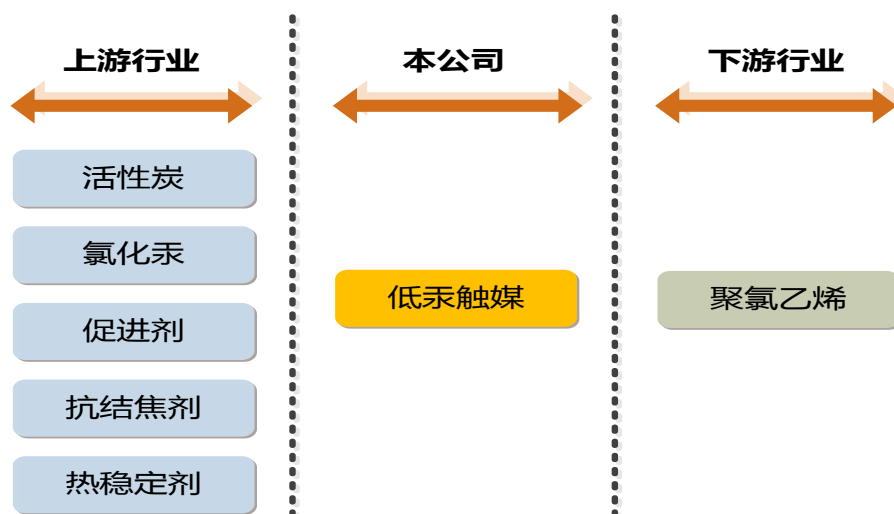 上游行业
本公司
下游行业
活性炭
氯化汞
促进剂
抗结焦剂
热稳定剂
低汞触媒
聚氯乙烯